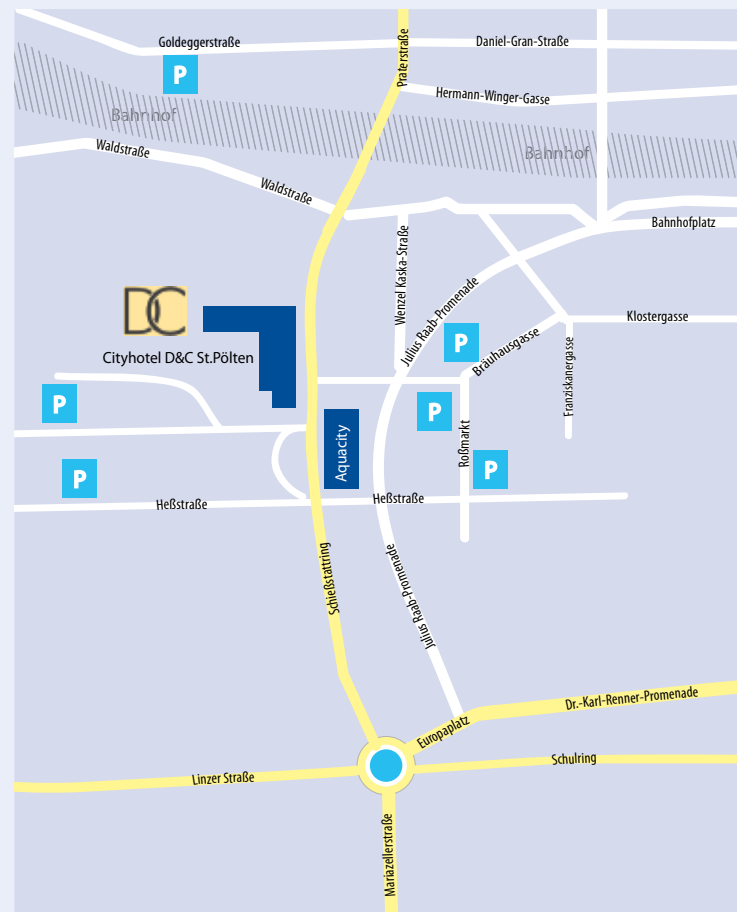 Goldeggerstraße
Praterstraße
Daniel-Gran-Straße
P
Hermann-Winger-Gasse
Bahnhof
Bahnhof
Waldstraße
Waldstraße
Bahnhofplatz
Wenzel Kaska-Straße
Julius Raab-Promenade
DC
Klostergasse
P
Bräuhausgasse
Cityhotel D&C St.Pölten
Franziskanergasse
P
P
Aquacity
Roßmarkt
P
P
Heßstraße
Heßstraße
Schießstattring
Julius Raab-Promenade
Dr.-Karl-Renner-Promenade
Europaplatz
Schulring
Linzer Straße
Mariazellerstraße